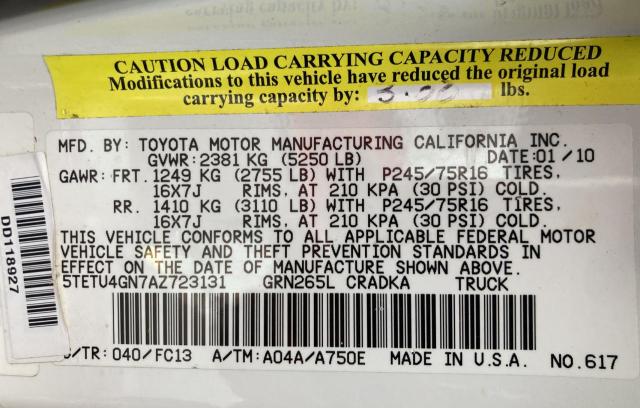 CAUTION LOAD CARRYING CAPACITY REDUCED
Modifications to this vehicle have reduced the original load
carrying capacity by: lbs.
MFD. BY: TOYOTA MOTOR MANUFACTURING CALIFORNIA INC.
GVWR: 2381 KG (5250 LB) DATE: 01/10
GAWR: FRT. 1249 KG (2755 LB) WITH P245/75R16 TIRES,
16X7J RIMS, AT 210 KPA (30 PSI) COLD.
RR. 1410 KG (3110 LB) WITH P245/75R16 TIRES,
16X7J RIMS, AT 210 KPA (30 PSI) COLD.
THIS VEHICLE CONFORMS TO ALL APPLICABLE FEDERAL MOTOR
VEHICLE SAFETY AND THEFT PREVENTION STANDARDS IN
EFFECT ON THE DATE OF MANUFACTURE SHOWN ABOVE.
5TETU4GN7AZ723131 GRN265L CRADKA TRUCK
/TR: 040/FC13 A/TM: A04A/A750E MADE IN U.S.A. NO.617
DD118927